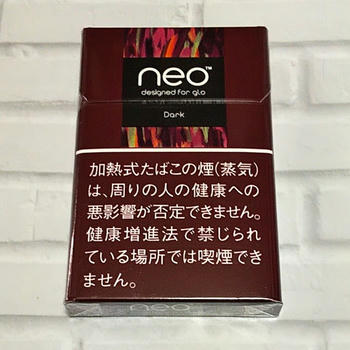 neo™
designed for glo
Dark
加熱式たばこの煙(蒸気)
は、周りの人の健康への
悪影響が否定できません。
健康増進法で禁じられ
ている場所では喫煙でき
ません。
neo